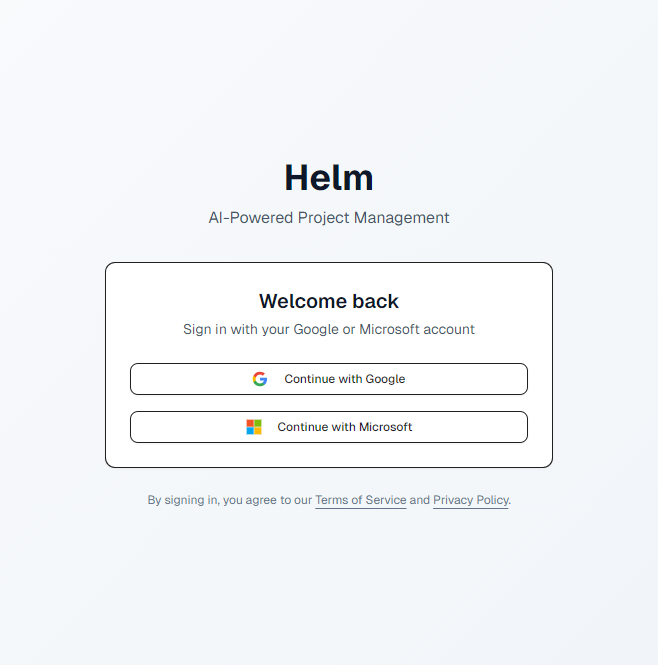 Helm
AI-Powered Project Management
Welcome back
Sign in with your Google or Microsoft account
Continue with Google
Continue with Microsoft
By signing in, you agree to our Terms of Service and Privacy Policy.